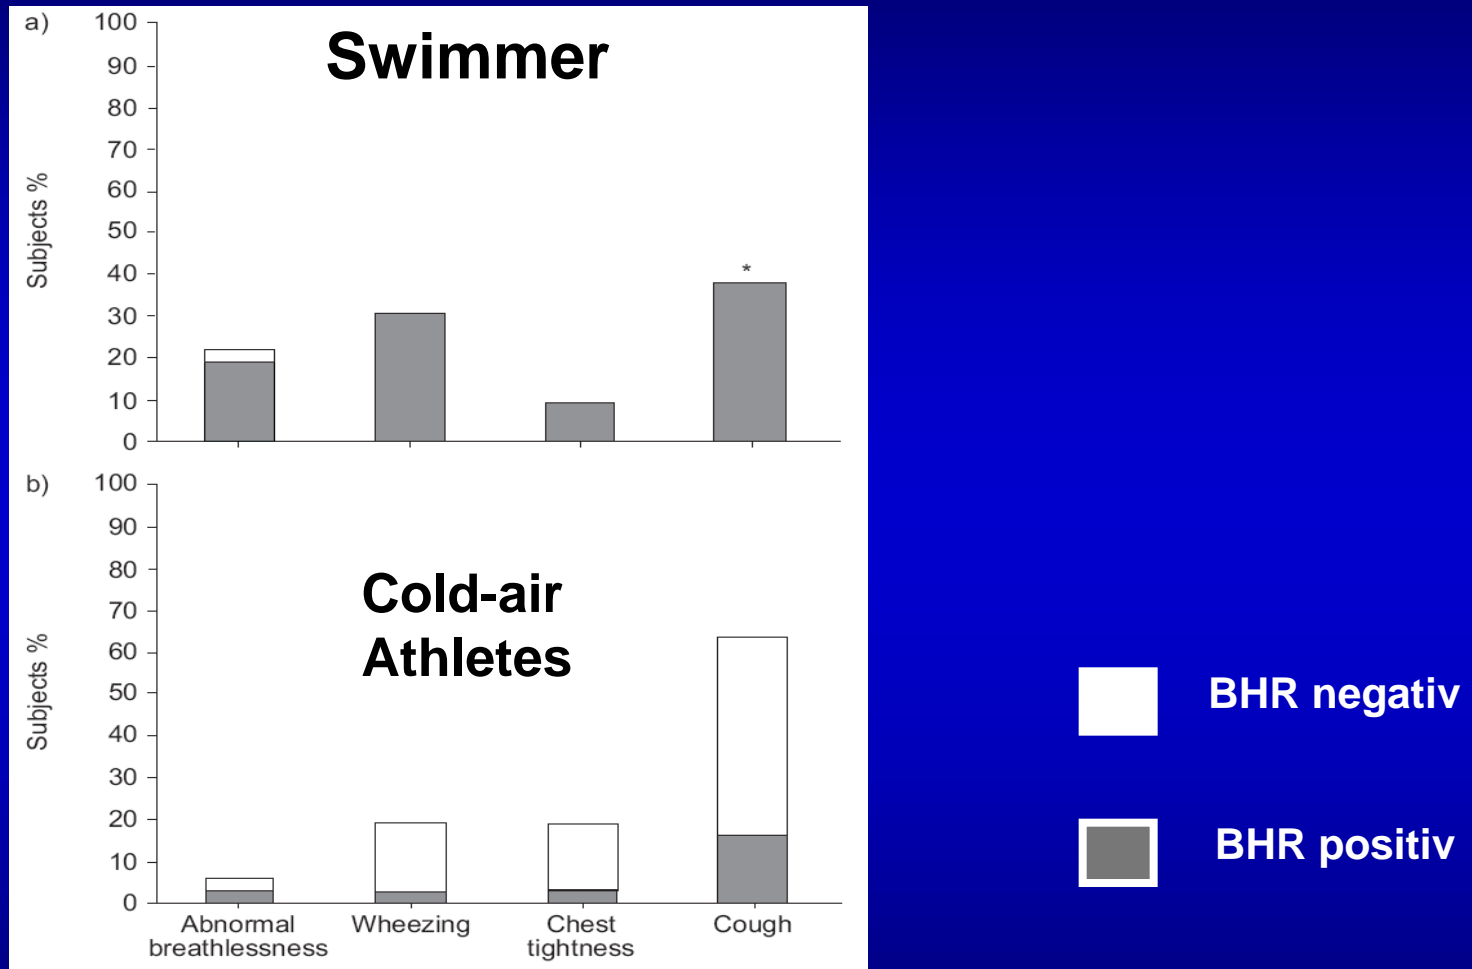 a)
Swimmer
100
90
80
70
60
50
40
30
20
10
0
Subjects %
*
b)
Cold-air
Athletes
100
90
80
70
60
50
40
30
20
10
0
Subjects %
Abnormal
breathlessness
Wheezing
Chest
tightness
Cough
BHR negativ
BHR positiv